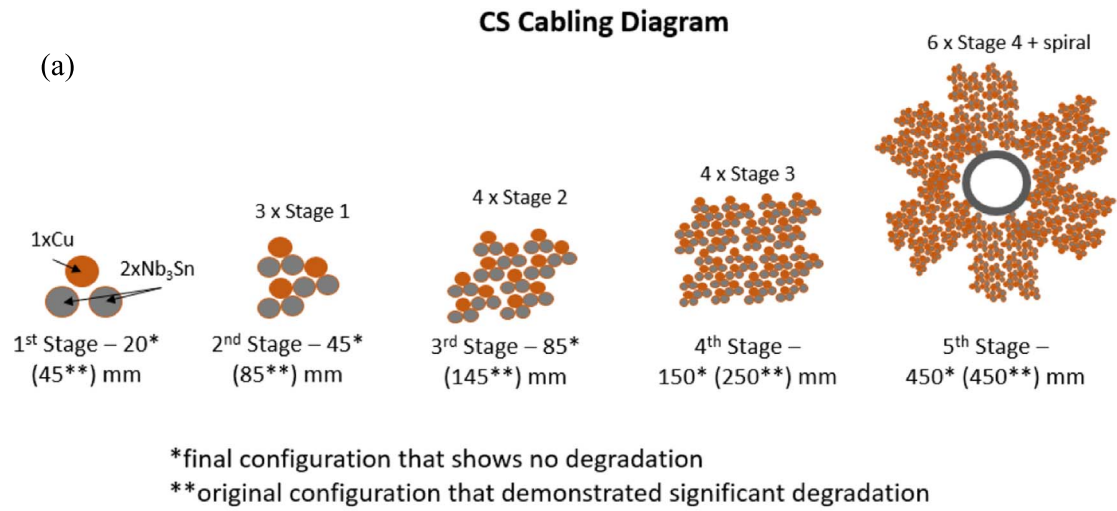 CS Cabling Diagram
(a)
6 x Stage 4 + spiral
4 x Stage 3
4 x Stage 2
3 x Stage 1
1xCu
2xNb₃Sn
1ˢᵗ Stage – 20*
(45**) mm
2ⁿᵈ Stage – 45*
(85**) mm
3ʳᵈ Stage – 85*
(145**) mm
4ᵗʰ Stage –
150* (250**) mm
5ᵗʰ Stage –
450* (450**) mm
*final configuration that shows no degradation
**original configuration that demonstrated significant degradation